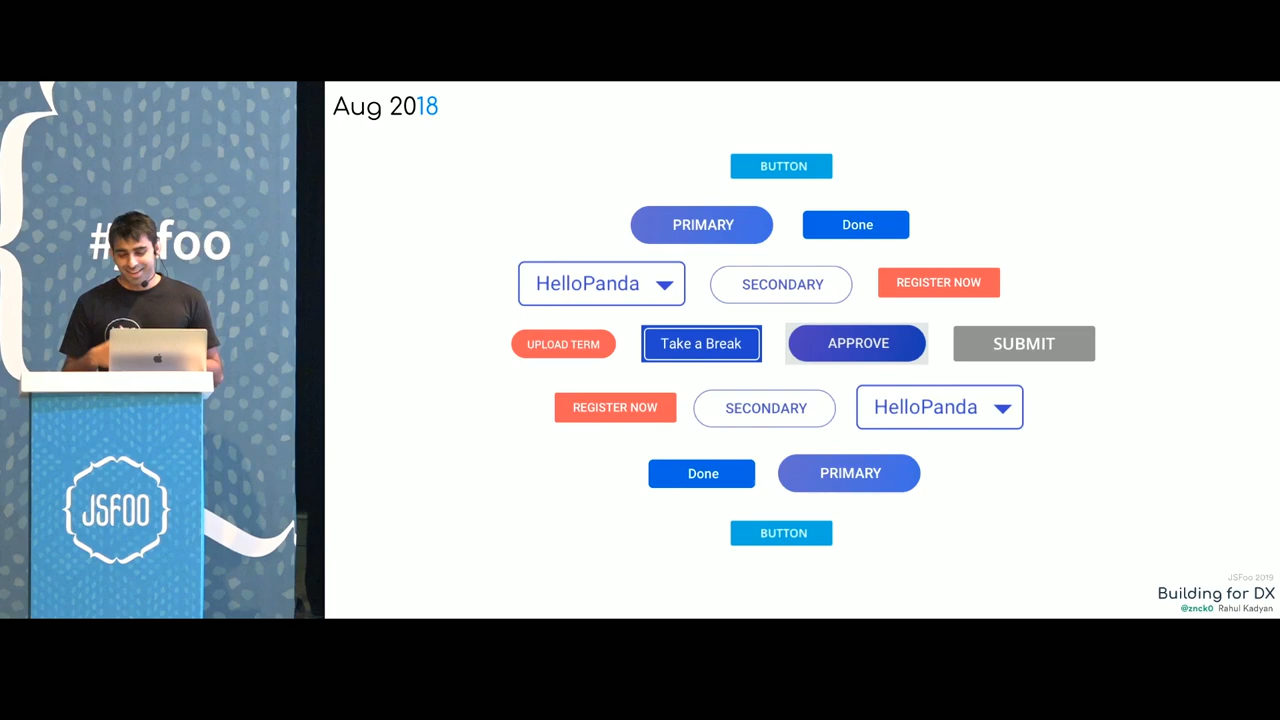 Aug 2018
BUTTON
PRIMARY
Done
HelloPanda
SECONDARY
REGISTER NOW
UPLOAD TERM
Take a Break
APPROVE
SUBMIT
REGISTER NOW
SECONDARY
HelloPanda
Done
PRIMARY
BUTTON
JSFoo 2019
Building for DX
@znck0 Rahul Kadyan
foo
JSFOO